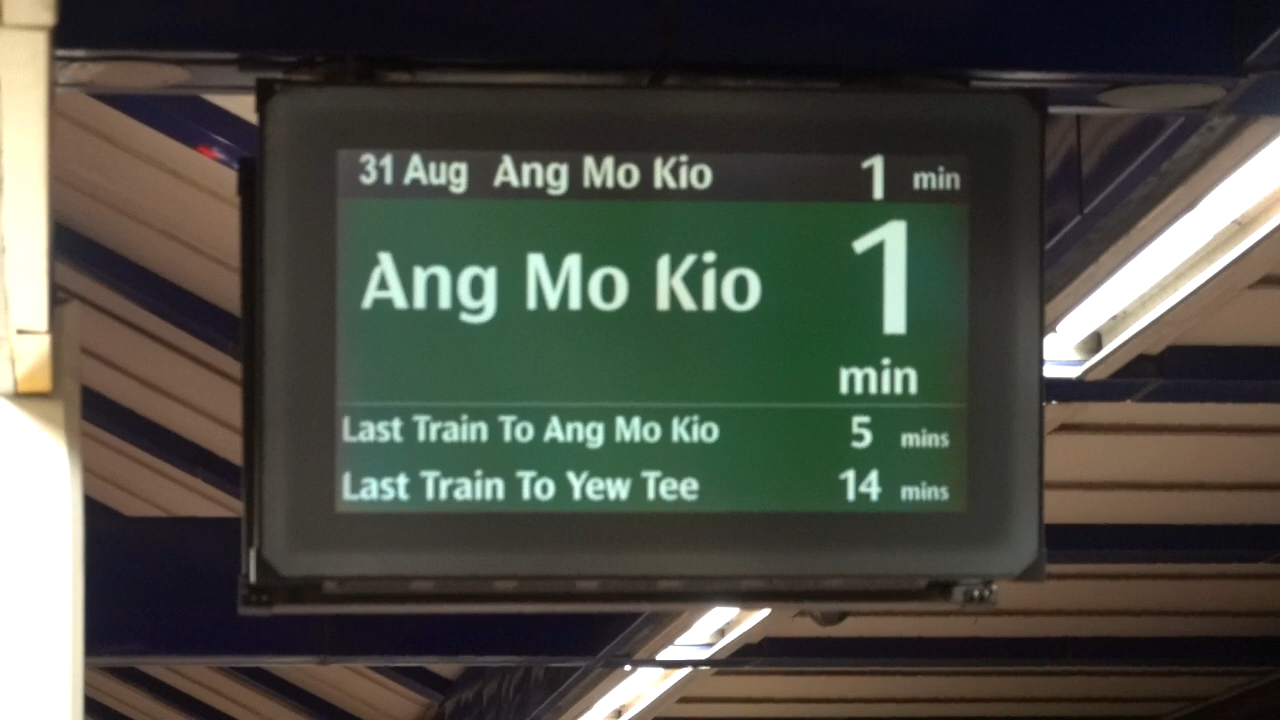 31 Aug Ang Mo Kio 1 min
Ang Mo Kio 1
min
Last Train To Ang Mo Kio 5 mins
Last Train To Yew Tee 14 mins